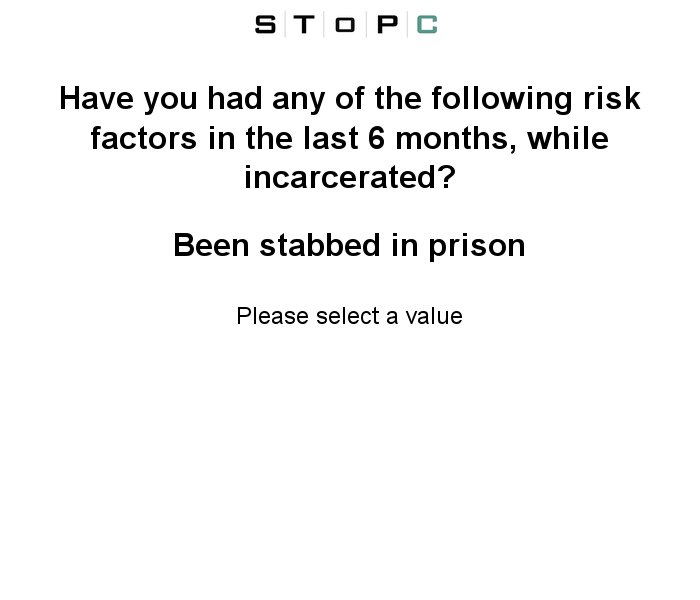 STOPC
Have you had any of the following risk
factors in the last 6 months, while
incarcerated?
Been stabbed in prison
Please select a value